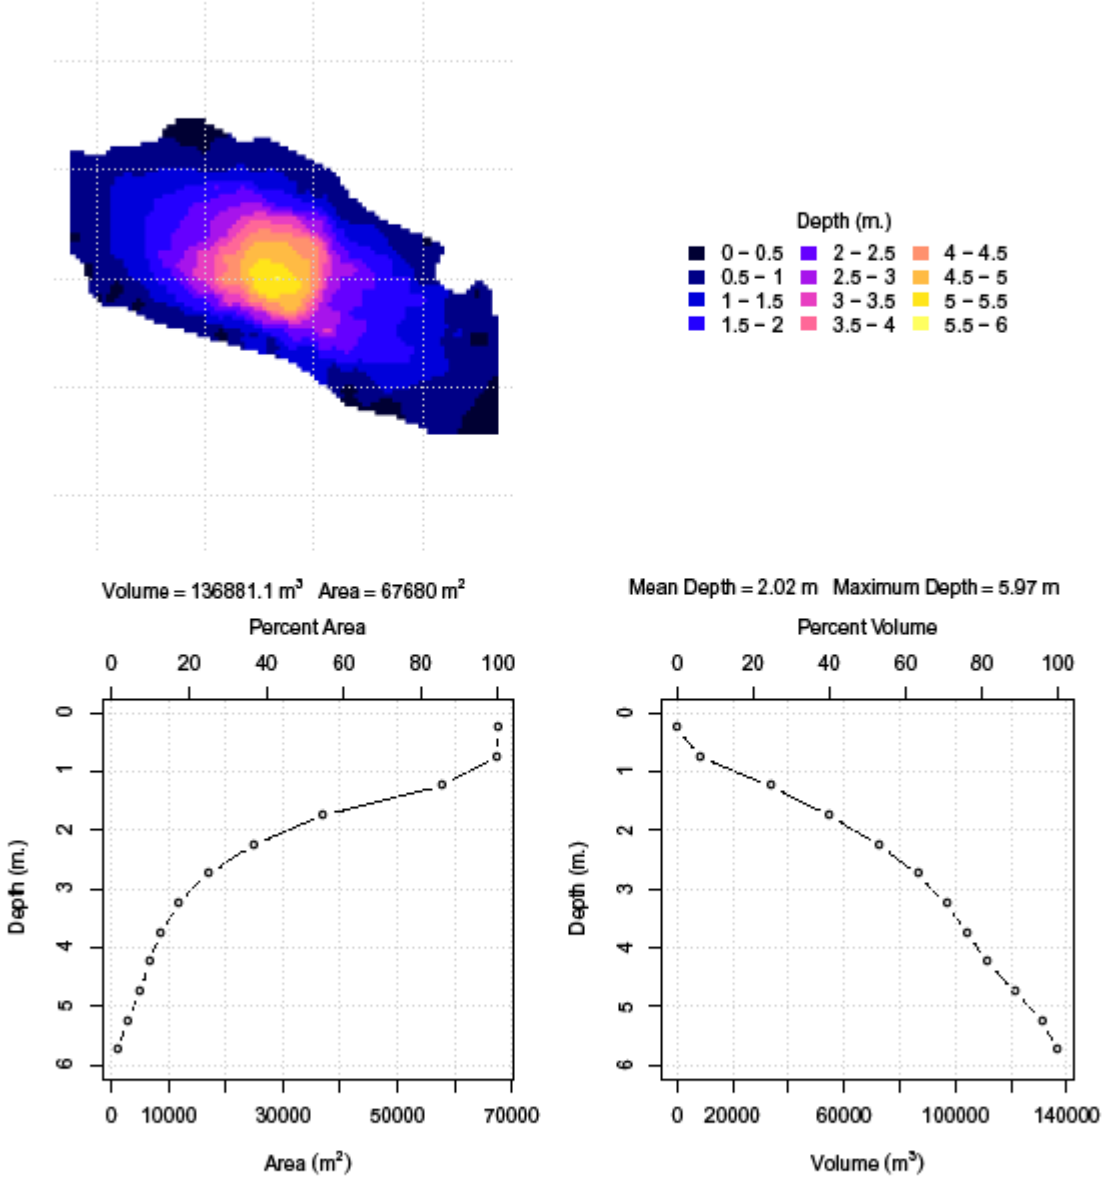 Depth (m.)
0 – 0.5 2 – 2.5 4 – 4.5
0.5 – 1 2.5 – 3 4.5 – 5
1 – 1.5 3 – 3.5 5 – 5.5
1.5 – 2 3.5 – 4 5.5 – 6
Volume = 136881.1 m³ Area = 67680 m²
Percent Area
0 20 40 60 80 100
Depth (m.)
0
1
2
3
4
5
6
0 10000 30000 50000 70000
Area (m²)
Mean Depth = 2.02 m Maximum Depth = 5.97 m
Percent Volume
0 20 40 60 80 100
Depth (m.)
0
1
2
3
4
5
6
0 20000 60000 100000 140000
Volume (m³)